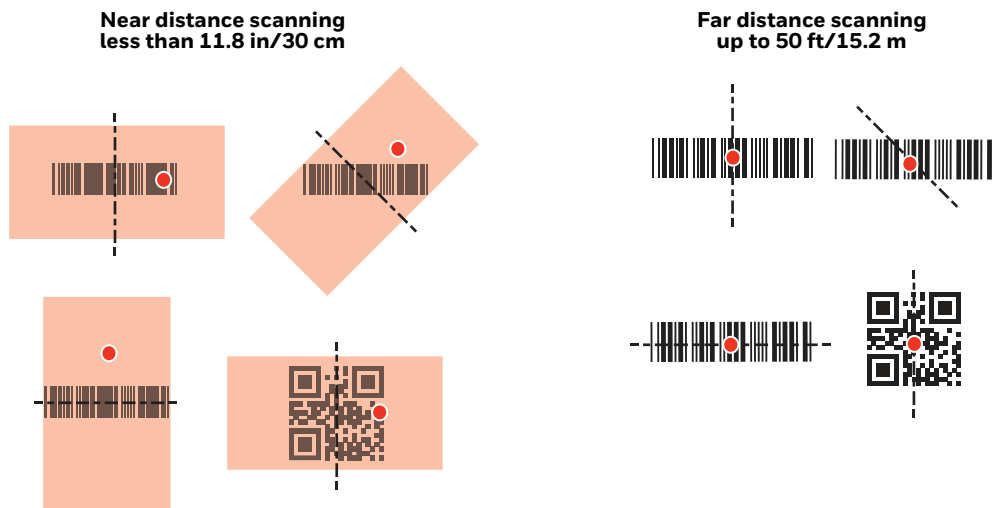 Near distance scanning
less than 11.8 in/30 cm
Far distance scanning
up to 50 ft/15.2 m